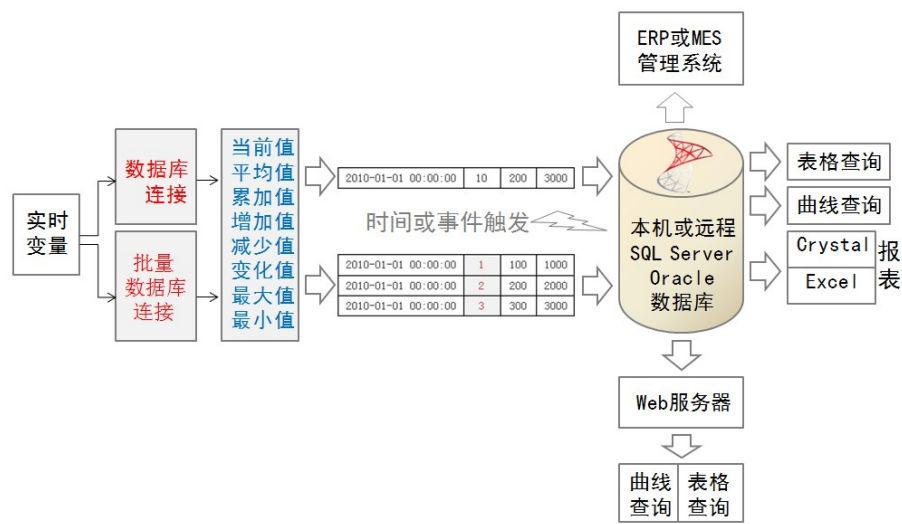 ERP或MES
管理系统
实时
变量
数据库
连接
批量
数据库
连接
当前值
平均值
累加值
增加值
减少值
变化值
最大值
最小值
2010-01-01 00:00:00 10 200 3000
时间或事件触发
2010-01-01 00:00:00 1 100 1000
2010-01-01 00:00:00 2 200 2000
2010-01-01 00:00:00 3 300 3000
本机或远程
SQL Server
Oracle
数据库
表格查询
曲线查询
Crystal
Excel
报
表
Web服务器
曲线
查询
表格
查询